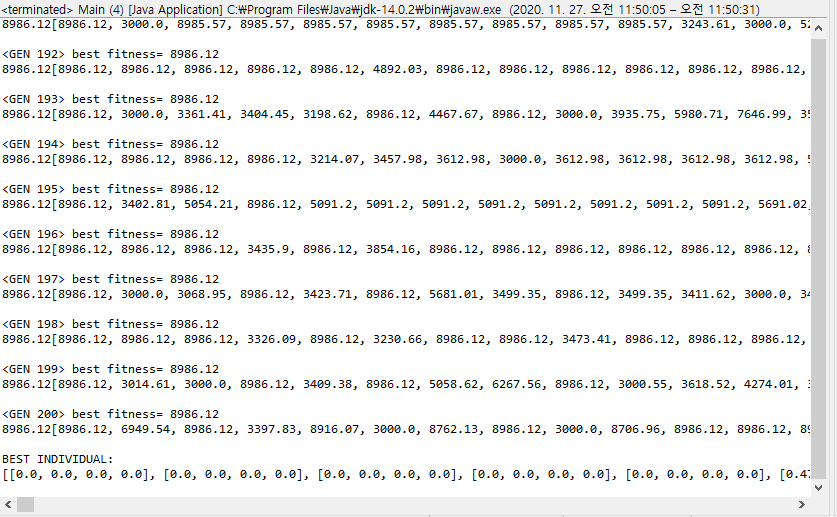 <terminated> Main (4) [Java Application] C:₩Program Files₩Java₩jdk-14.0.2₩bin₩javaw.exe (2020. 11. 27. 오전 11:50:05 – 오전 11:50:31)
8986.12[8986.12, 3000.0, 8985.57, 8985.57, 8985.57, 8985.57, 8985.57, 8985.57, 8985.57, 3243.61, 3000.0, 52
<GEN 192> best fitness= 8986.12
8986.12[8986.12, 8986.12, 8986.12, 8986.12, 8986.12, 4892.03, 8986.12, 8986.12, 8986.12, 8986.12, 8986.12, 8986.12,
<GEN 193> best fitness= 8986.12
8986.12[8986.12, 3000.0, 3361.41, 3404.45, 3198.62, 8986.12, 4467.67, 8986.12, 3000.0, 3935.75, 5980.71, 7646.99, 35
<GEN 194> best fitness= 8986.12
8986.12[8986.12, 8986.12, 8986.12, 8986.12, 3214.07, 3457.98, 3612.98, 3000.0, 3612.98, 3612.98, 3612.98, 3612.98,
<GEN 195> best fitness= 8986.12
8986.12[8986.12, 3402.81, 5054.21, 8986.12, 5091.2, 5091.2, 5091.2, 5091.2, 5091.2, 5091.2, 5091.2, 5691.02,
<GEN 196> best fitness= 8986.12
8986.12[8986.12, 8986.12, 8986.12, 3435.9, 8986.12, 3854.16, 8986.12, 8986.12, 8986.12, 8986.12, 8986.12, 8986.12,
<GEN 197> best fitness= 8986.12
8986.12[8986.12, 3000.0, 3068.95, 8986.12, 3423.71, 8986.12, 5681.01, 3499.35, 8986.12, 3499.35, 3411.62, 3000.0, 34
<GEN 198> best fitness= 8986.12
8986.12[8986.12, 8986.12, 8986.12, 3326.09, 8986.12, 3230.66, 8986.12, 8986.12, 3473.41, 8986.12, 8986.12, 8986.12,
<GEN 199> best fitness= 8986.12
8986.12[8986.12, 3014.61, 3000.0, 8986.12, 3409.38, 8986.12, 5058.62, 6267.56, 8986.12, 3000.55, 3618.52, 4274.01,
<GEN 200> best fitness= 8986.12
8986.12[8986.12, 6949.54, 8986.12, 3397.83, 8916.07, 3000.0, 8762.13, 8986.12, 3000.0, 8706.96, 8986.12, 8986.12, 89
BEST INDIVIDUAL:
[[0.0, 0.0, 0.0, 0.0], [0.0, 0.0, 0.0, 0.0], [0.0, 0.0, 0.0, 0.0], [0.0, 0.0, 0.0, 0.0], [0.0, 0.0, 0.0, 0.0], [0.47